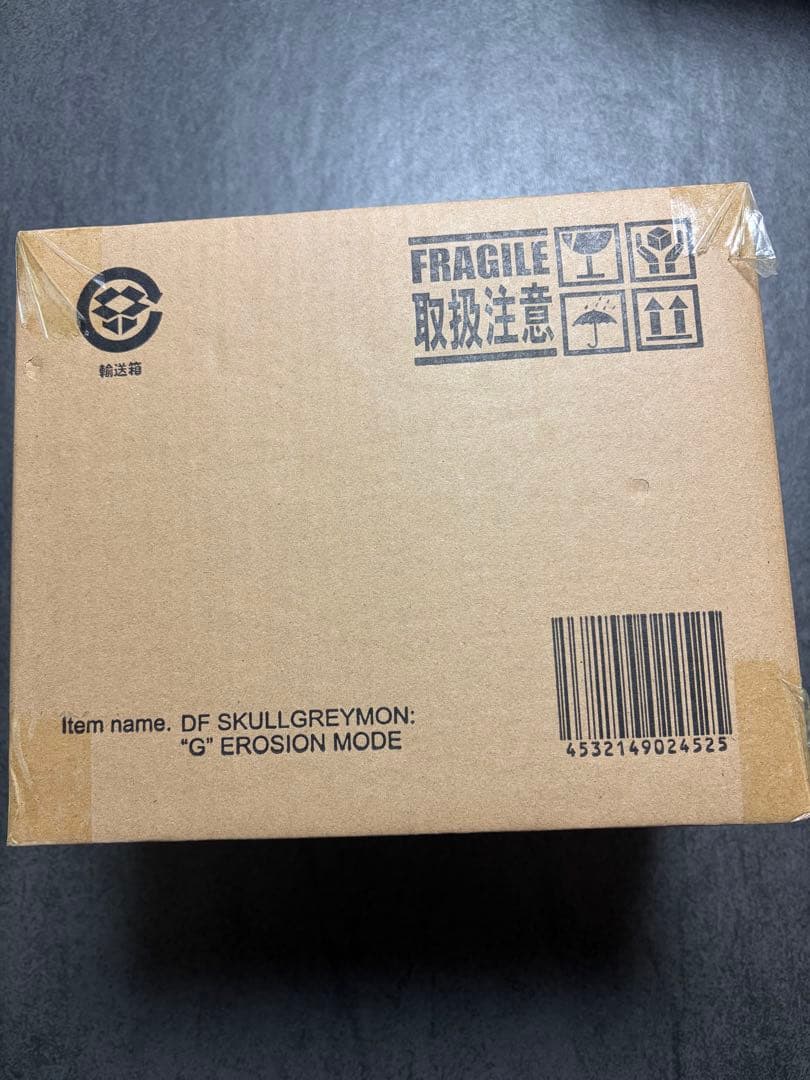 FRAGILE
取扱注意
輸送箱
Item name. DF SKULLGREYMON:
“G” EROSION MODE
4532149024525